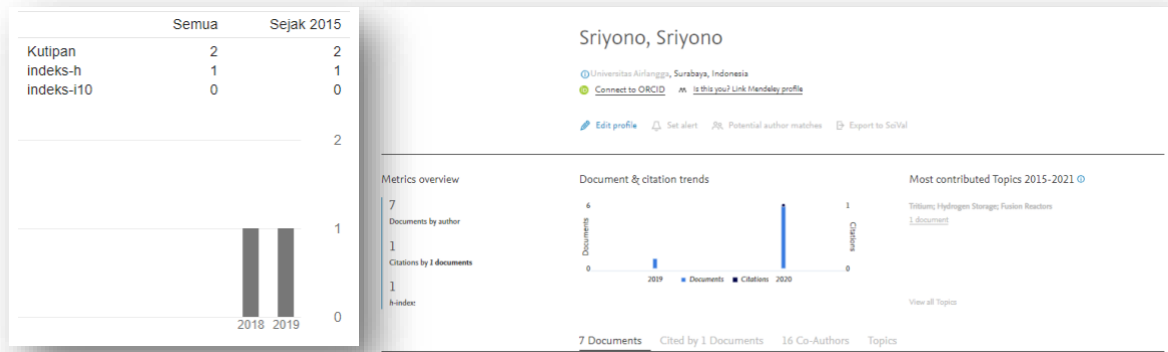 Semua Sejak 2015
Kutipan 2 2
indeks-h 1 1
indeks-i10 0 0
2
1
0
2018 2019
Sriyono, Sriyono
Universitas Airlangga, Surabaya, Indonesia
Connect to ORCID Is this you? Link Mendeley profile
Edit profile Set alert Potential author matches Export to SciVal
Metrics overview
7
Documents by author
1
Citations by 1 documents
1
h-index:
Document & citation trends
6 1
Documents
Citations
0 0
2019 Documents Citations 2020
Most contributed Topics 2015-2021
Tritium; Hydrogen Storage; Fusion Reactors
1 document
View all Topics
7 Documents Cited by 1 Documents 16 Co-Authors Topics